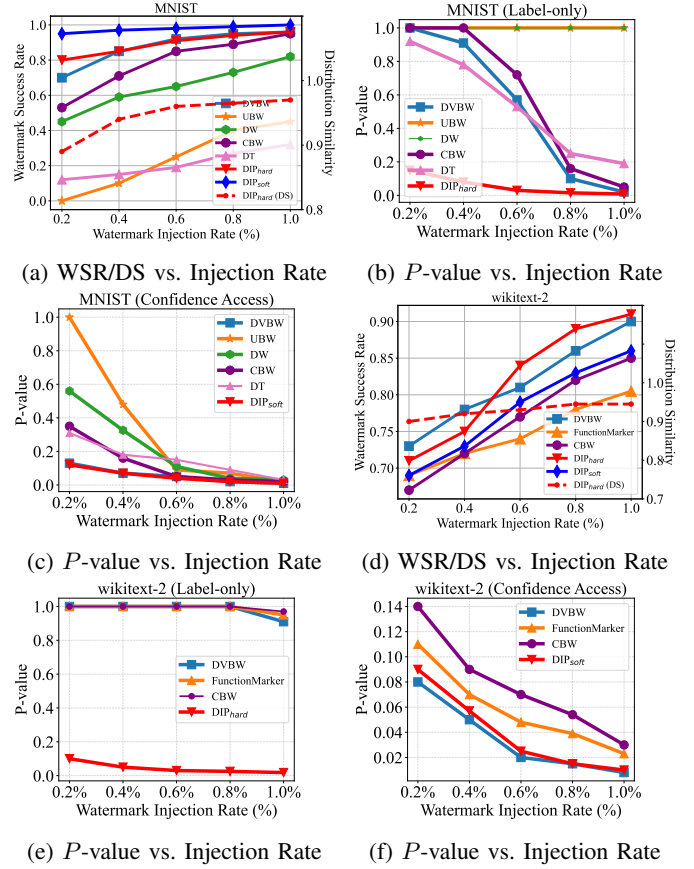 MNIST
Watermark Success Rate
1.0
0.8
0.6
0.4
0.2
0.0
0.2
0.4
0.6
0.8
1.0
Watermark Injection Rate (%)
Distribution Similarity
1.0
0.9
0.8
DVBW
UBW
DW
CBW
DT
DIP_hard
DIP_soft
DIP_hard (DS)
(a) WSR/DS vs. Injection Rate
MNIST (Label-only)
P-value
1.0
0.8
0.6
0.4
0.2
0.0
0.2%
0.4%
0.6%
0.8%
1.0%
Watermark Injection Rate (%)
DVBW
UBW
DW
CBW
DT
DIP_hard
(b) P-value vs. Injection Rate
MNIST (Confidence Access)
P-value
1.0
0.8
0.6
0.4
0.2
0.0
0.2%
0.4%
0.6%
0.8%
1.0%
Watermark Injection Rate (%)
DVBW
UBW
DW
CBW
DT
DIP_soft
(c) P-value vs. Injection Rate
wikitext-2
Watermark Success Rate
0.90
0.85
0.80
0.75
0.70
0.2
0.4
0.6
0.8
1.0
Watermark Injection Rate (%)
Distribution Similarity
1.0
0.9
0.8
0.7
DVBW
FunctionMarker
CBW
DIP_hard
DIP_soft
DIP_hard (DS)
(d) WSR/DS vs. Injection Rate
wikitext-2 (Label-only)
P-value
1.0
0.8
0.6
0.4
0.2
0.0
0.2%
0.4%
0.6%
0.8%
1.0%
Watermark Injection Rate (%)
DVBW
FunctionMarker
CBW
DIP_hard
(e) P-value vs. Injection Rate
wikitext-2 (Confidence Access)
P-value
0.14
0.12
0.10
0.08
0.06
0.04
0.02
0.2%
0.4%
0.6%
0.8%
1.0%
Watermark Injection Rate (%)
DVBW
FunctionMarker
CBW
DIP_soft
(f) P-value vs. Injection Rate